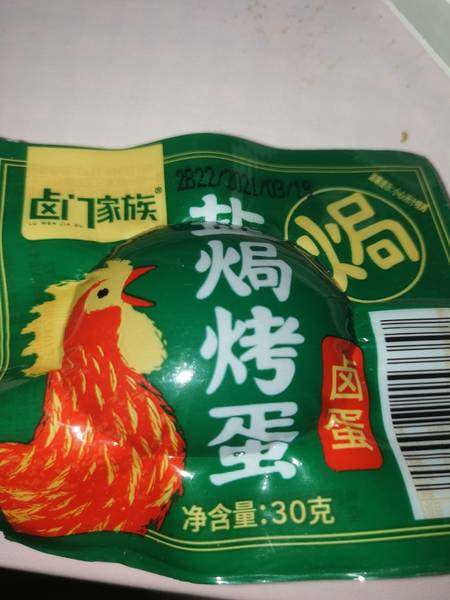 2B22/2021/03/19
卤门家族®
LU MEN JIA ZU
焗
盐焗烤蛋
卤蛋
净含量:30克